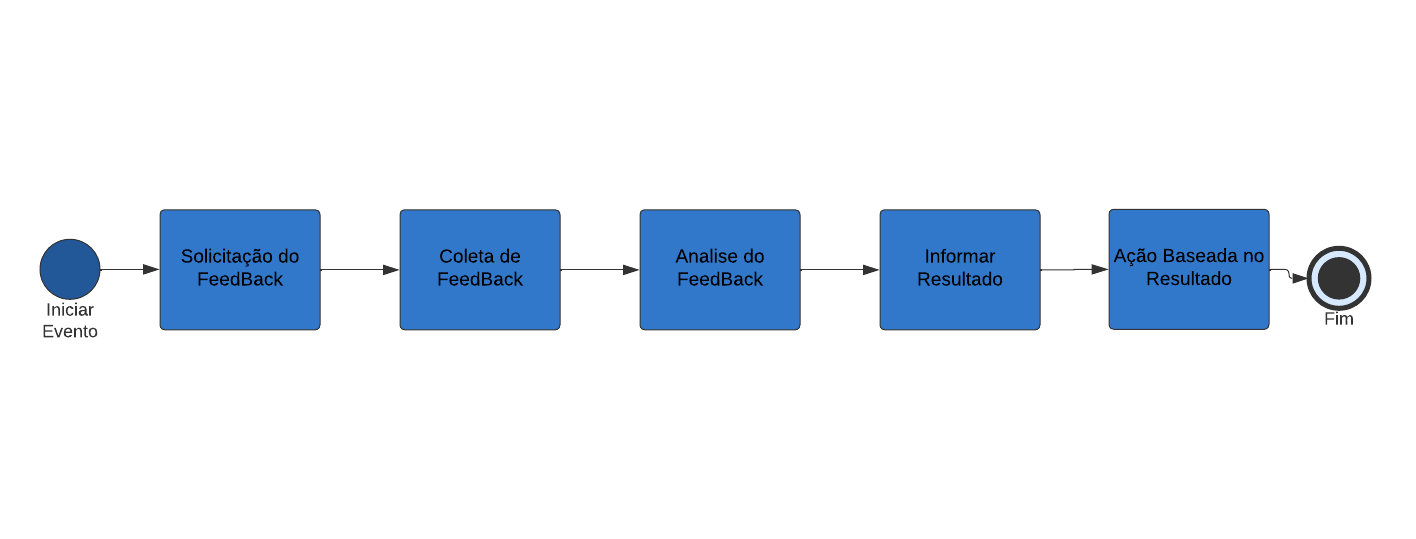 Iniciar
Evento
Solicitação do
FeedBack
Coleta de
FeedBack
Analise do
FeedBack
Informar
Resultado
Ação Baseada no
Resultado
Fim